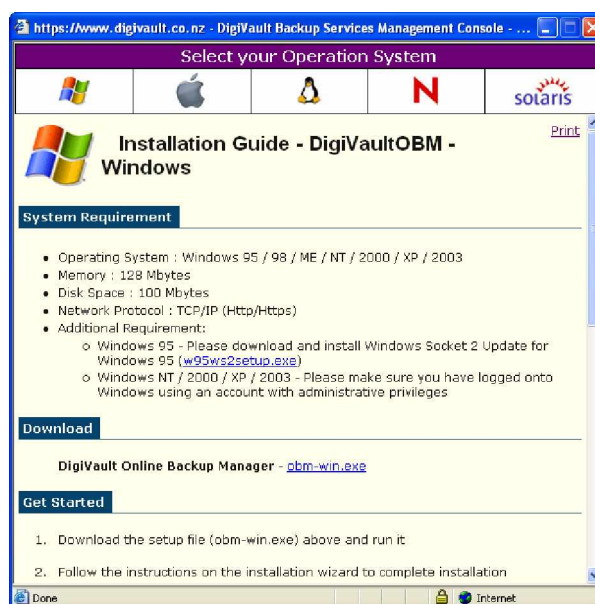 https://www.digivault.co.nz - DigiVault Backup Services Management Console - ...
Select your Operation System
N
solaris
Print
Installation Guide - DigiVaultOBM -
Windows
System Requirement
Operating System : Windows 95 / 98 / ME / NT / 2000 / XP / 2003
Memory : 128 Mbytes
Disk Space : 100 Mbytes
Network Protocol : TCP/IP (Http/Https)
Additional Requirement:
Windows 95 - Please download and install Windows Socket 2 Update for
Windows 95 (w95ws2setup.exe)
Windows NT / 2000 / XP / 2003 - Please make sure you have logged onto
Windows using an account with administrative privileges
Download
DigiVault Online Backup Manager - obm-win.exe
Get Started
1. Download the setup file (obm-win.exe) above and run it
2. Follow the instructions on the installation wizard to complete installation
Done
Internet